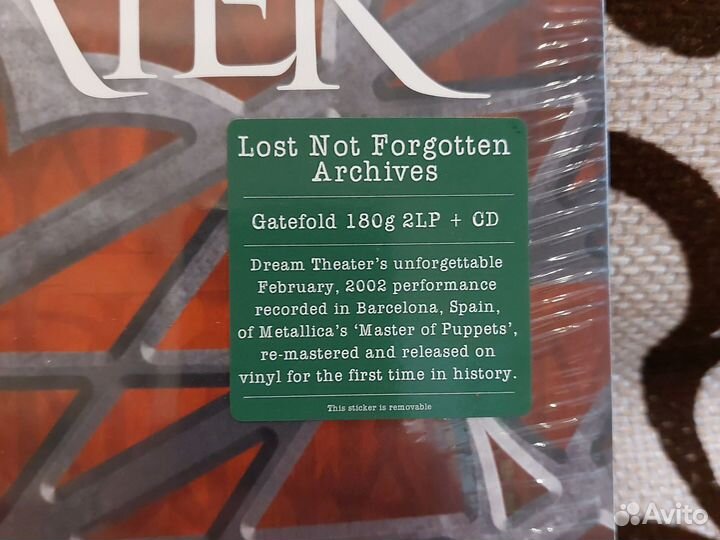 ATER
Lost Not Forgotten
Archives
Gatefold 180g 2LP + CD
Dream Theater's unforgettable
February, 2002 performance
recorded in Barcelona, Spain,
of Metallica's 'Master of Puppets',
re-mastered and released on
vinyl for the first time in history.
This sticker is removable
Avito